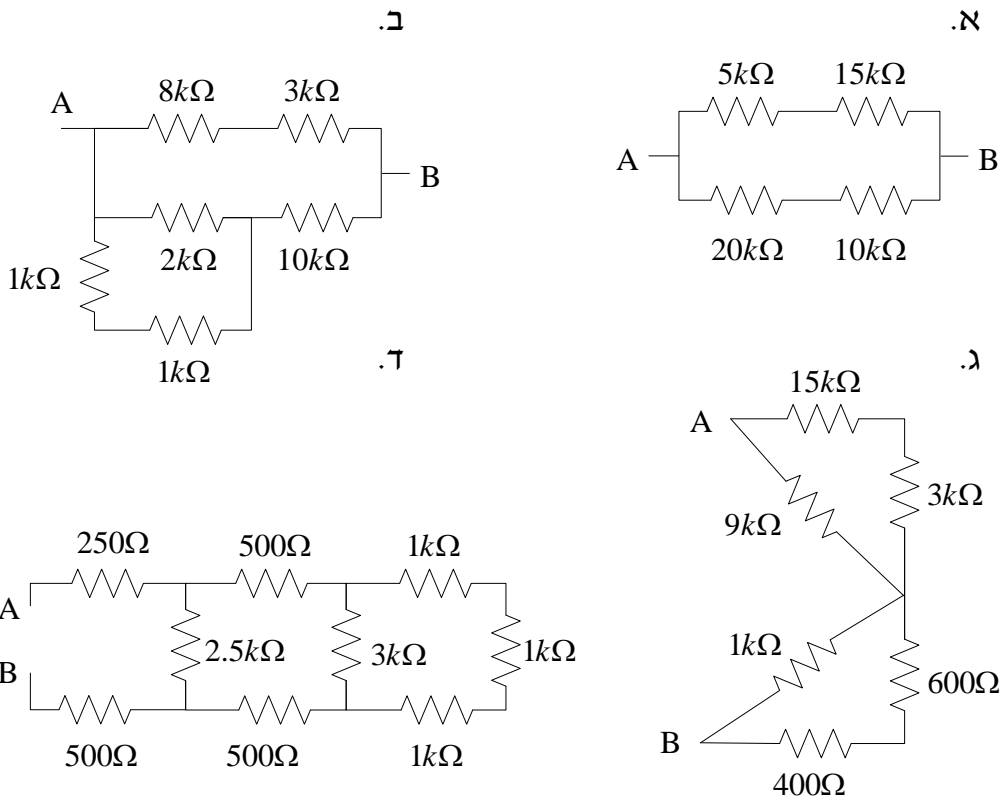 א.
5kΩ 15kΩ
A B
20kΩ 10kΩ
ב.
8kΩ 3kΩ
A
B
2kΩ 10kΩ
1kΩ
1kΩ
ג.
15kΩ
A
3kΩ
9kΩ
1kΩ
600Ω
B
400Ω
ד.
250Ω 500Ω 1kΩ
A
2.5kΩ 3kΩ 1kΩ
B
500Ω 500Ω 1kΩ